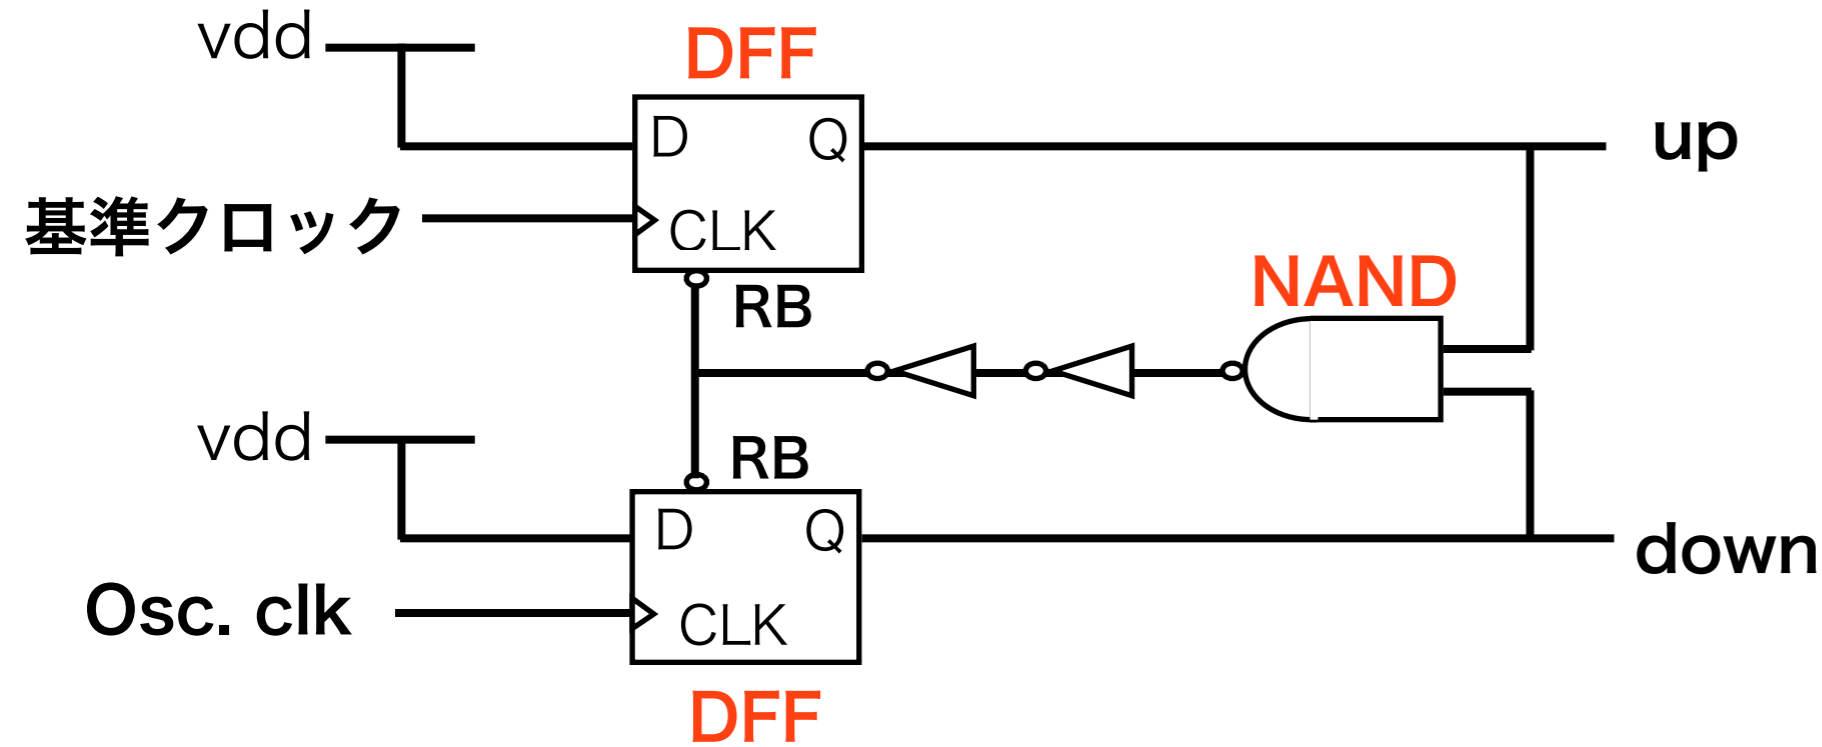 vdd
DFF
D
Q
up
基準クロック
CLK
NAND
RB
vdd
RB
D
Q
down
Osc. clk
CLK
DFF